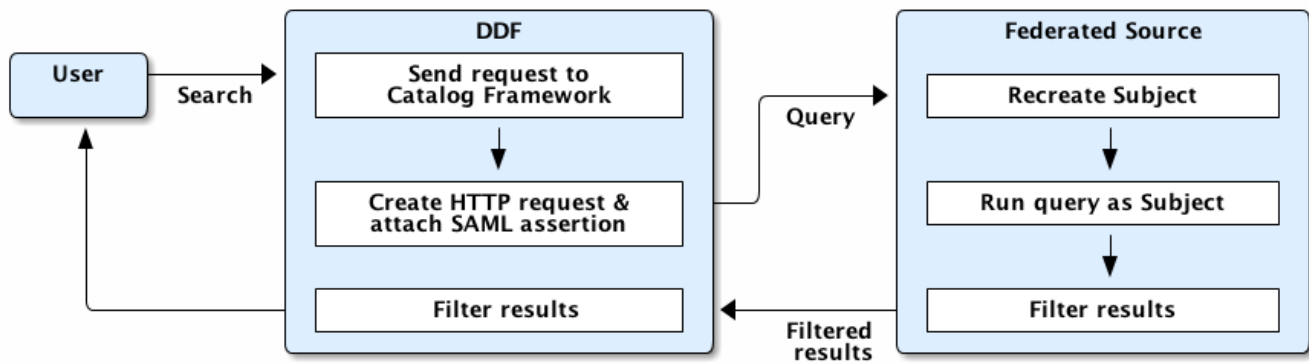 User
Search
DDF
Send request to
Catalog Framework
Create HTTP request &
attach SAML assertion
Filter results
Query
Federated Source
Recreate Subject
Run query as Subject
Filter results
Filtered
results